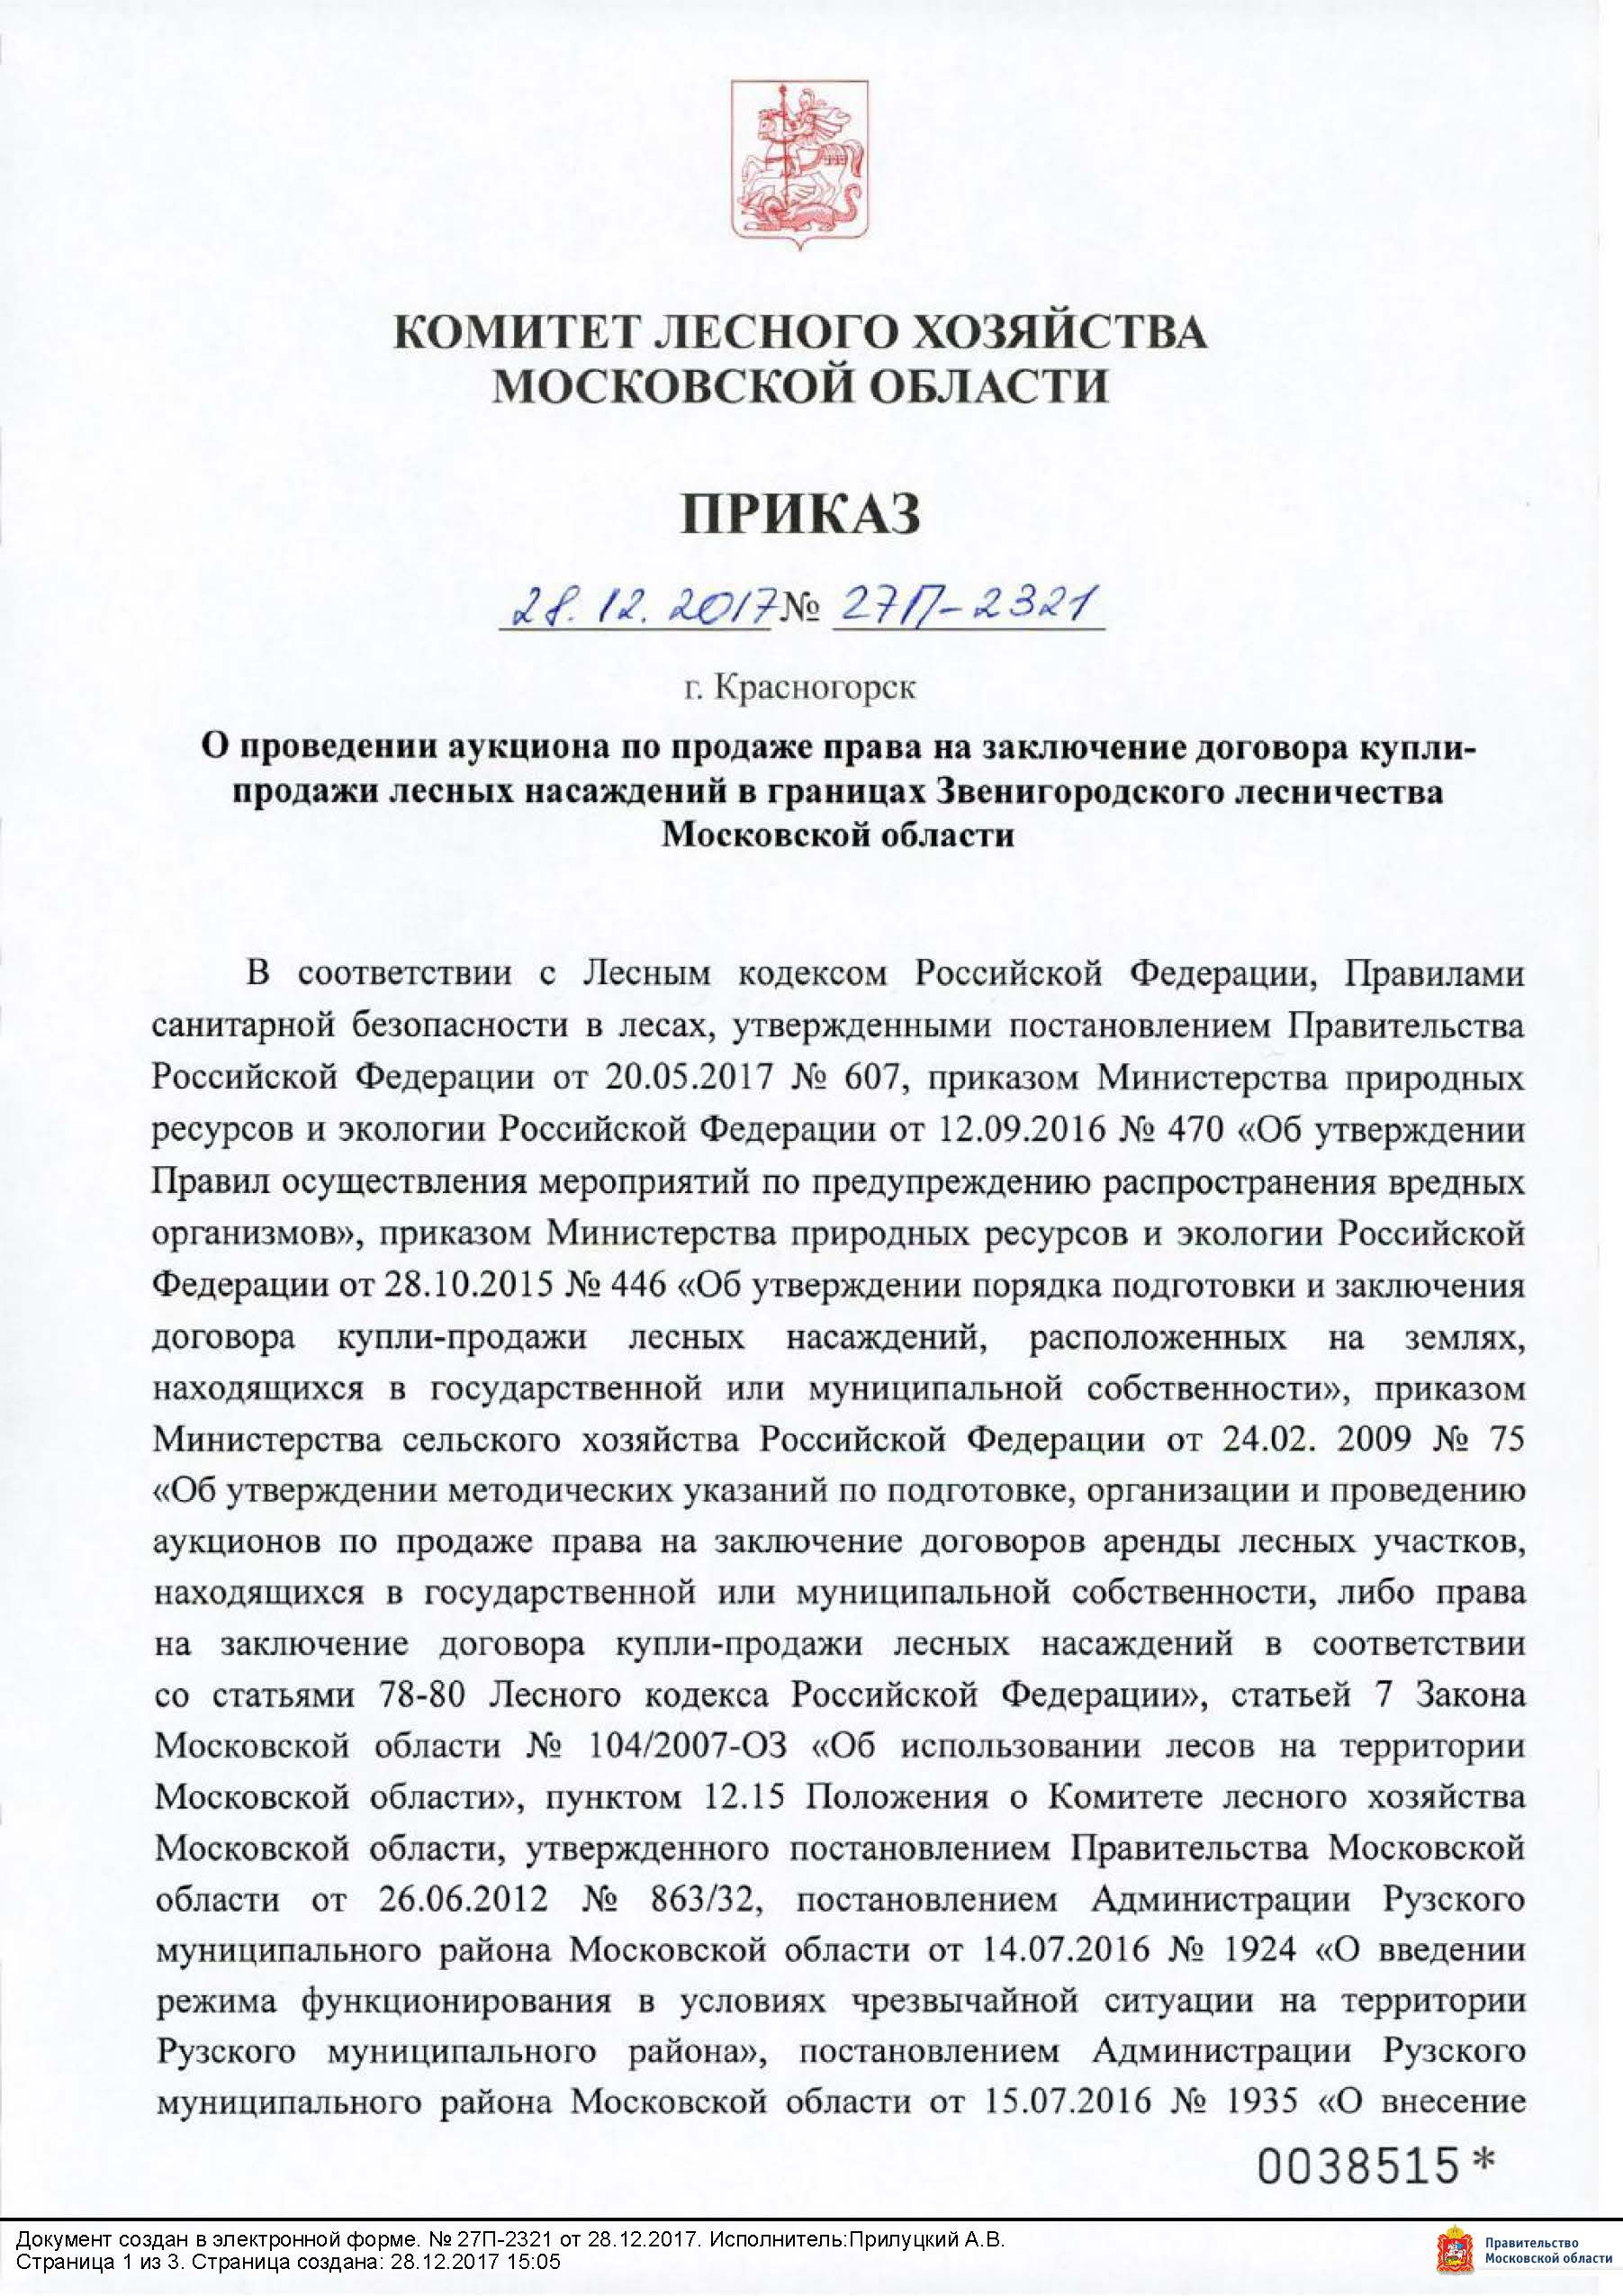 КОМИТЕТ ЛЕСНОГО ХОЗЯЙСТВА
МОСКОВСКОЙ ОБЛАСТИ
ПРИКАЗ
28.12.2017 № 27П-2321
г. Красногорск
О проведении аукциона по продаже права на заключение договора купли-
продажи лесных насаждений в границах Звенигородского лесничества
Московской области
В соответствии с Лесным кодексом Российской Федерации, Правилами
санитарной безопасности в лесах, утвержденными постановлением Правительства
Российской Федерации от 20.05.2017 № 607, приказом Министерства природных
ресурсов и экологии Российской Федерации от 12.09.2016 № 470 «Об утверждении
Правил осуществления мероприятий по предупреждению распространения вредных
организмов», приказом Министерства природных ресурсов и экологии Российской
Федерации от 28.10.2015 № 446 «Об утверждении порядка подготовки и заключения
договора купли-продажи лесных насаждений, расположенных на землях,
находящихся в государственной или муниципальной собственности», приказом
Министерства сельского хозяйства Российской Федерации от 24.02. 2009 № 75
«Об утверждении методических указаний по подготовке, организации и проведению
аукционов по продаже права на заключение договоров аренды лесных участков,
находящихся в государственной или муниципальной собственности, либо права
на заключение договора купли-продажи лесных насаждений в соответствии
со статьями 78-80 Лесного кодекса Российской Федерации», статьей 7 Закона
Московской области № 104/2007-ОЗ «Об использовании лесов на территории
Московской области», пунктом 12.15 Положения о Комитете лесного хозяйства
Московской области, утвержденного постановлением Правительства Московской
области от 26.06.2012 № 863/32, постановлением Администрации Рузского
муниципального района Московской области от 14.07.2016 № 1924 «О введении
режима функционирования в условиях чрезвычайной ситуации на территории
Рузского муниципального района», постановлением Администрации Рузского
муниципального района Московской области от 15.07.2016 № 1935 «О внесение
0038515*
Документ создан в электронной форме. № 27П-2321 от 28.12.2017. Исполнитель:Прилуцкий А.В.
Страница 1 из 3. Страница создана: 28.12.2017 15:05
Правительство
Московской области